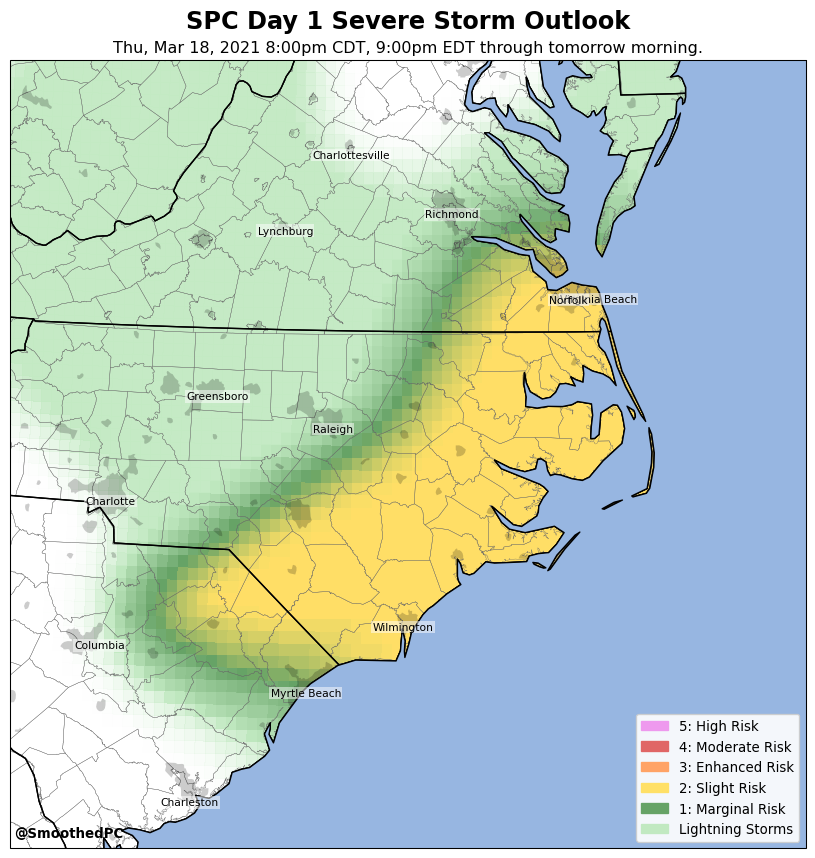 SPC Day 1 Severe Storm Outlook
Thu, Mar 18, 2021 8:00pm CDT, 9:00pm EDT through tomorrow morning.
Charlottesville
Richmond
Lynchburg
Norfolk
Virginia Beach
Greensboro
Raleigh
Charlotte
Wilmington
Columbia
Myrtle Beach
Charleston
5: High Risk
4: Moderate Risk
3: Enhanced Risk
2: Slight Risk
1: Marginal Risk
Lightning Storms
@SmoothedPC